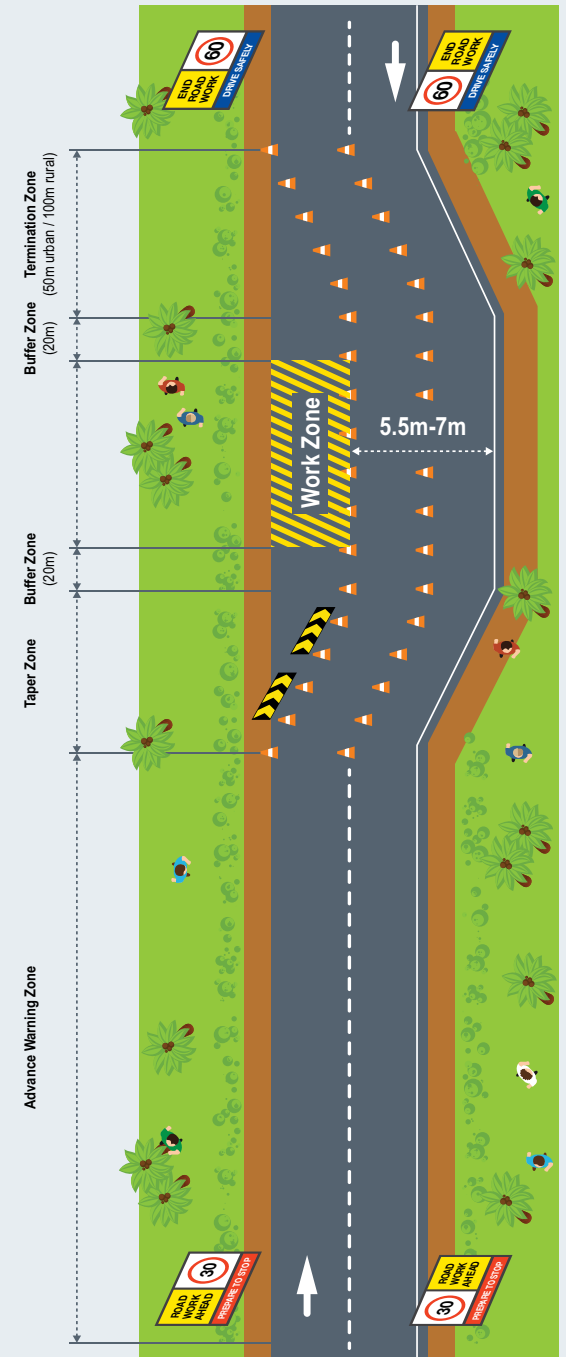 60
END
ROAD
WORK
DRIVE SAFELY
END
ROAD
WORK
60
DRIVE SAFELY
Termination Zone
(50m urban / 100m rural)
Buffer Zone
(20m)
Work Zone
5.5m-7m
Buffer Zone
(20m)
Taper Zone
Advance Warning Zone
30
ROAD
WORK
AHEAD
PREPARE TO STOP
ROAD
WORK
AHEAD
30
PREPARE TO STOP